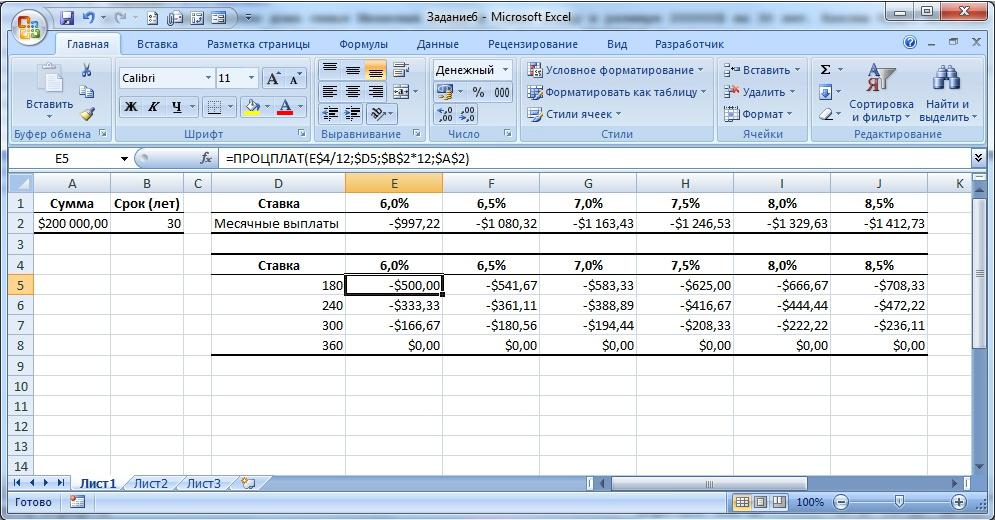 Задание6 - Microsoft Excel
Главная Вставка Разметка страницы Формулы Данные Рецензирование Вид Разработчик
Вставить
Буфер обмена
Calibri 11
Ж К Ч
Шрифт
Выравнивание
Денежный
% 000
Число
Условное форматирование
Форматировать как таблицу
Стили ячеек
Стили
Вставить
Удалить
Формат
Ячейки
Σ
Сортировка и фильтр
Найти и выделить
Редактирование
E5 fx =ПРОЦПЛАТ(E$4/12;$D5;$B$2*12;$A$2)
A B C D E F G H I J K
1 Сумма Срок (лет) Ставка 6,0% 6,5% 7,0% 7,5% 8,0% 8,5%
2 $200 000,00 30 Месячные выплаты -$997,22 -$1 080,32 -$1 163,43 -$1 246,53 -$1 329,63 -$1 412,73
3
4 Ставка 6,0% 6,5% 7,0% 7,5% 8,0% 8,5%
5 180 -$500,00 -$541,67 -$583,33 -$625,00 -$666,67 -$708,33
6 240 -$333,33 -$361,11 -$388,89 -$416,67 -$444,44 -$472,22
7 300 -$166,67 -$180,56 -$194,44 -$208,33 -$222,22 -$236,11
8 360 $0,00 $0,00 $0,00 $0,00 $0,00 $0,00
9
10
11
12
13
14
Лист1 Лист2 Лист3
Готово 100%